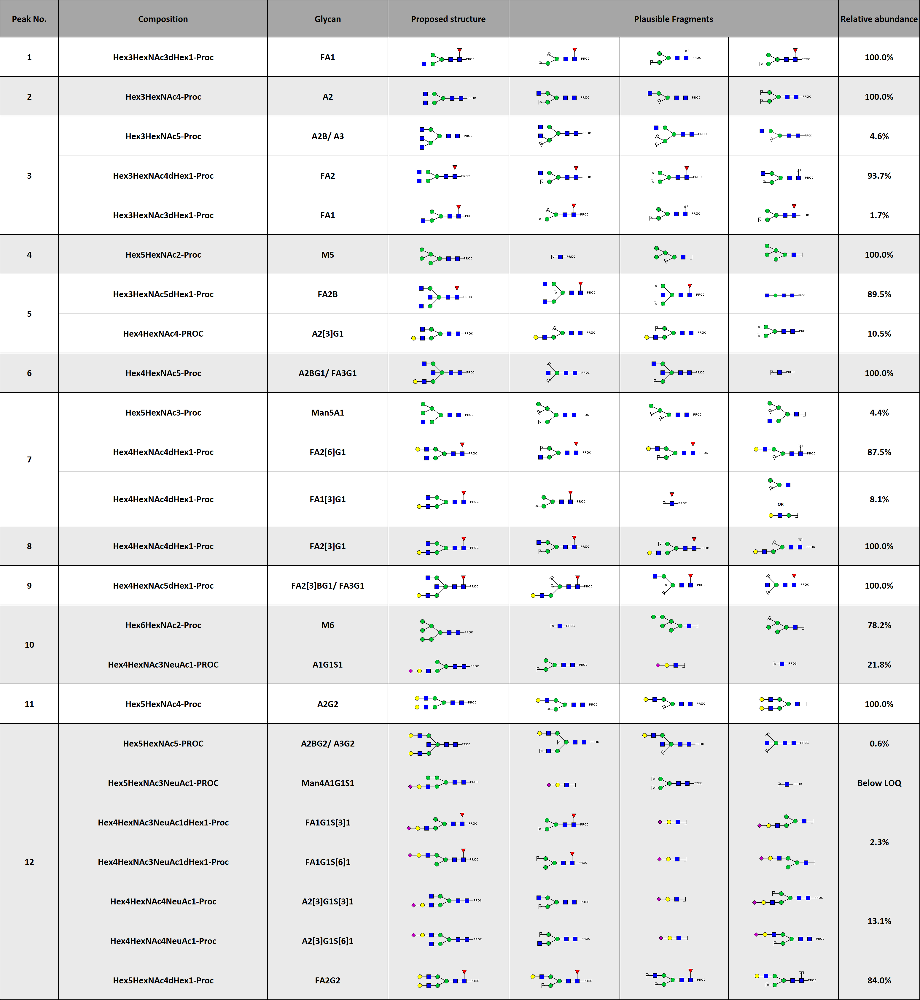 Peak No. Composition Glycan Proposed structure Plausible Fragments Relative abundance
1 Hex3HexNAc3dHex1-Proc FA1 PROC PROC PROC PROC 100.0%
2 Hex3HexNAc4-Proc A2 PROC PROC PROC PROC 100.0%
3
Hex3HexNAc5-Proc A2B/ A3 PROC PROC PROC PROC 4.6%
Hex3HexNAc4dHex1-Proc FA2 PROC PROC PROC PROC 93.7%
Hex3HexNAc3dHex1-Proc FA1 PROC PROC PROC PROC 1.7%
4 Hex5HexNAc2-Proc M5 PROC PROC 100.0%
5
Hex3HexNAc5dHex1-Proc FA2B PROC PROC PROC PROC 89.5%
Hex4HexNAc4-PROC A2[3]G1 PROC PROC PROC PROC 10.5%
6 Hex4HexNAc5-Proc A2BG1/ FA3G1 PROC PROC PROC PROC 100.0%
7
Hex5HexNAc3-Proc Man5A1 PROC PROC PROC 4.4%
Hex4HexNAc4dHex1-Proc FA2[6]G1 PROC PROC PROC PROC 87.5%
Hex4HexNAc4dHex1-Proc FA1[3]G1 PROC PROC PROC OR 8.1%
8 Hex4HexNAc4dHex1-Proc FA2[3]G1 PROC PROC PROC PROC 100.0%
9 Hex4HexNAc5dHex1-Proc FA2[3]BG1/ FA3G1 PROC PROC PROC PROC 100.0%
10
Hex6HexNAc2-Proc M6 PROC PROC 78.2%
Hex4HexNAc3NeuAc1-PROC A1G1S1 PROC PROC PROC 21.8%
11 Hex5HexNAc4-Proc A2G2 PROC PROC PROC 100.0%
12
Hex5HexNAc5-PROC A2BG2/ A3G2 PROC PROC PROC PROC 0.6%
Hex5HexNAc3NeuAc1-PROC Man4A1G1S1 PROC PROC PROC Below LOQ
Hex4HexNAc3NeuAc1dHex1-Proc FA1G1S[3]1 PROC PROC
2.3%
Hex4HexNAc3NeuAc1dHex1-Proc FA1G1S[6]1 PROC PROC
Hex4HexNAc4NeuAc1-Proc A2[3]G1S[3]1 PROC PROC PROC
13.1%
Hex4HexNAc4NeuAc1-Proc A2[3]G1S[6]1 PROC PROC PROC
Hex5HexNAc4dHex1-Proc FA2G2 PROC PROC PROC PROC 84.0%